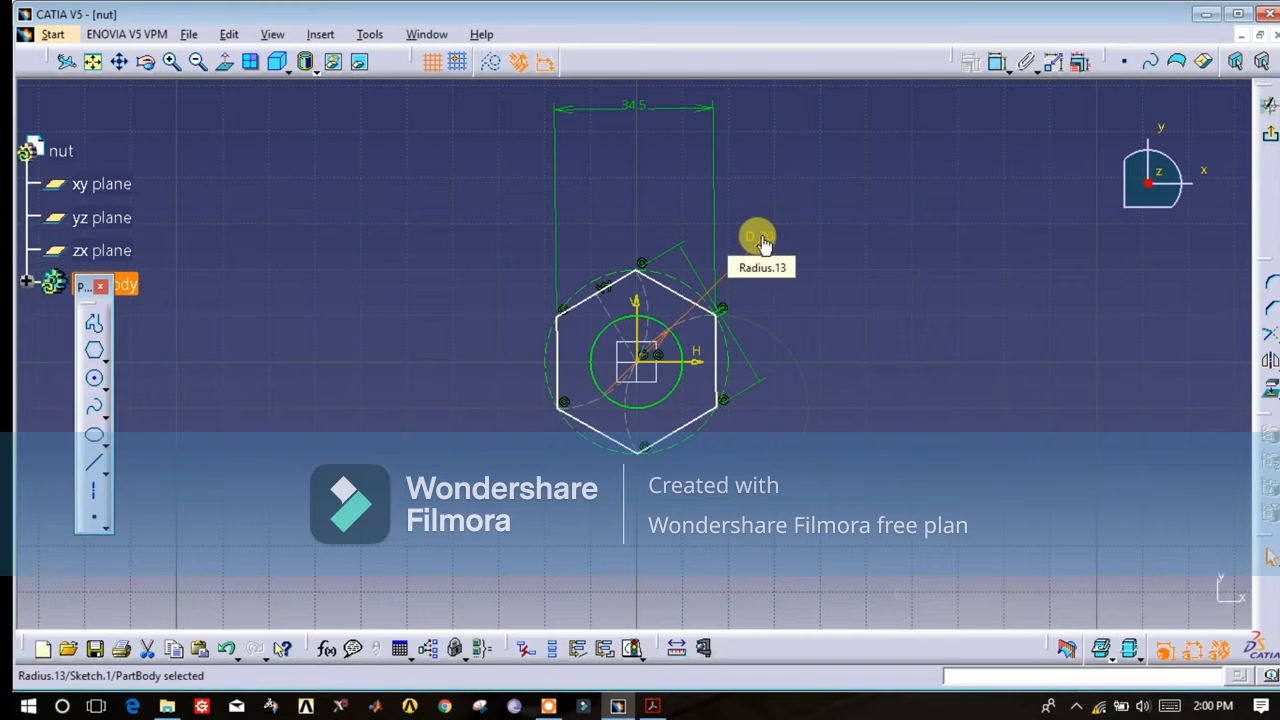 CATIA V5 - [nut]
Start ENOVIA V5 VPM File Edit View Insert Tools Window Help
34.5
y
x
z
nut
xy plane
yz plane
zx plane
p... ody
Radius.13
V
H
Wondershare
Filmora
Created with
Wondershare Filmora free plan
y
x
f(x)
CATIA
Radius.13/Sketch.1/PartBody selected
2:00 PM